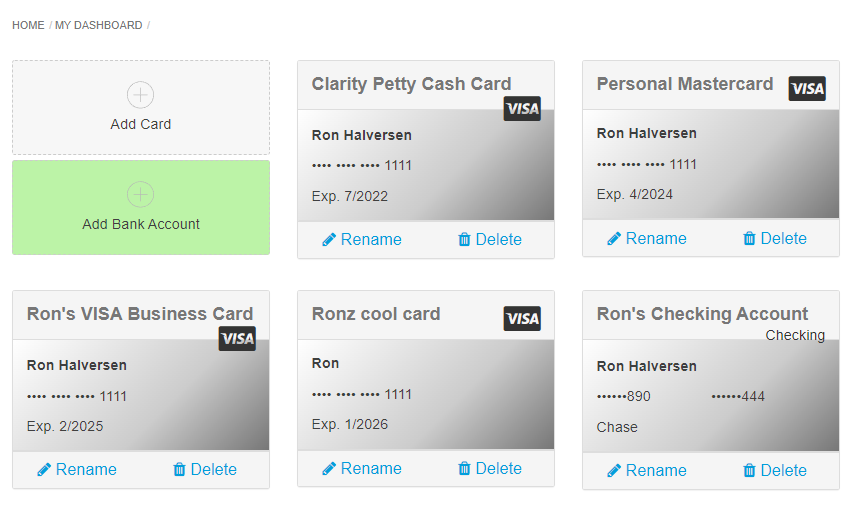 HOME / MY DASHBOARD /
Add Card
Add Bank Account
Clarity Petty Cash Card
VISA
Ron Halversen
•••• •••• •••• 1111
Exp. 7/2022
Rename Delete
Personal Mastercard VISA
Ron Halversen
•••• •••• •••• 1111
Exp. 4/2024
Rename Delete
Ron's VISA Business Card
VISA
Ron Halversen
•••• •••• •••• 1111
Exp. 2/2025
Rename Delete
Ronz cool card VISA
Ron
•••• •••• •••• 1111
Exp. 1/2026
Rename Delete
Ron's Checking Account
Checking
Ron Halversen
••••••890 ••••••444
Chase
Rename Delete